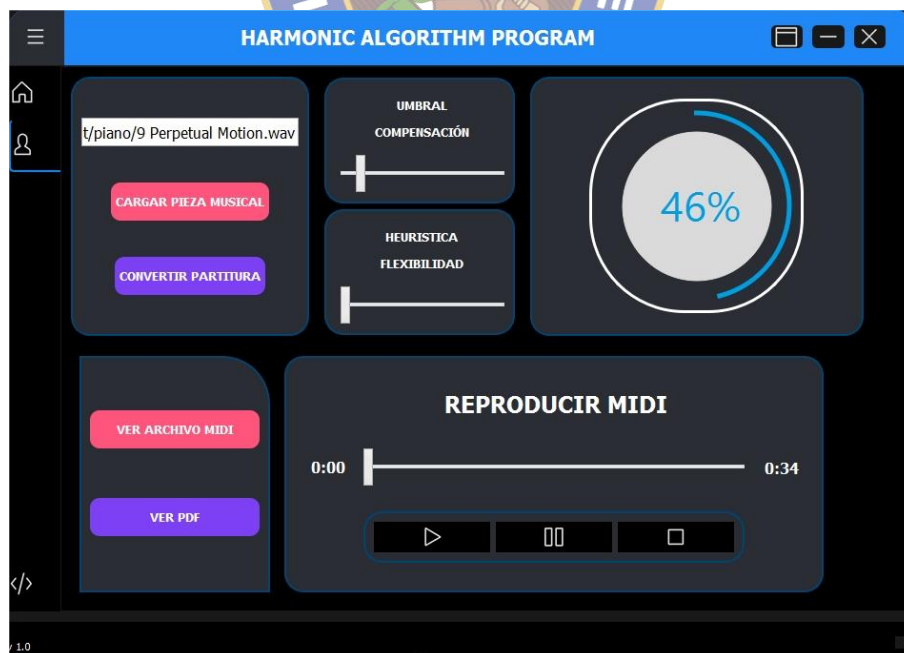 HARMONIC ALGORITHM PROGRAM
t/piano/9 Perpetual Motion.wav
CARGAR PIEZA MUSICAL
CONVERTIR PARTITURA
UMBRAL
COMPENSACIÓN
HEURISTICA
FLEXIBILIDAD
46%
VER ARCHIVO MIDI
VER PDF
REPRODUCIR MIDI
0:00
0:34
</>
1.0